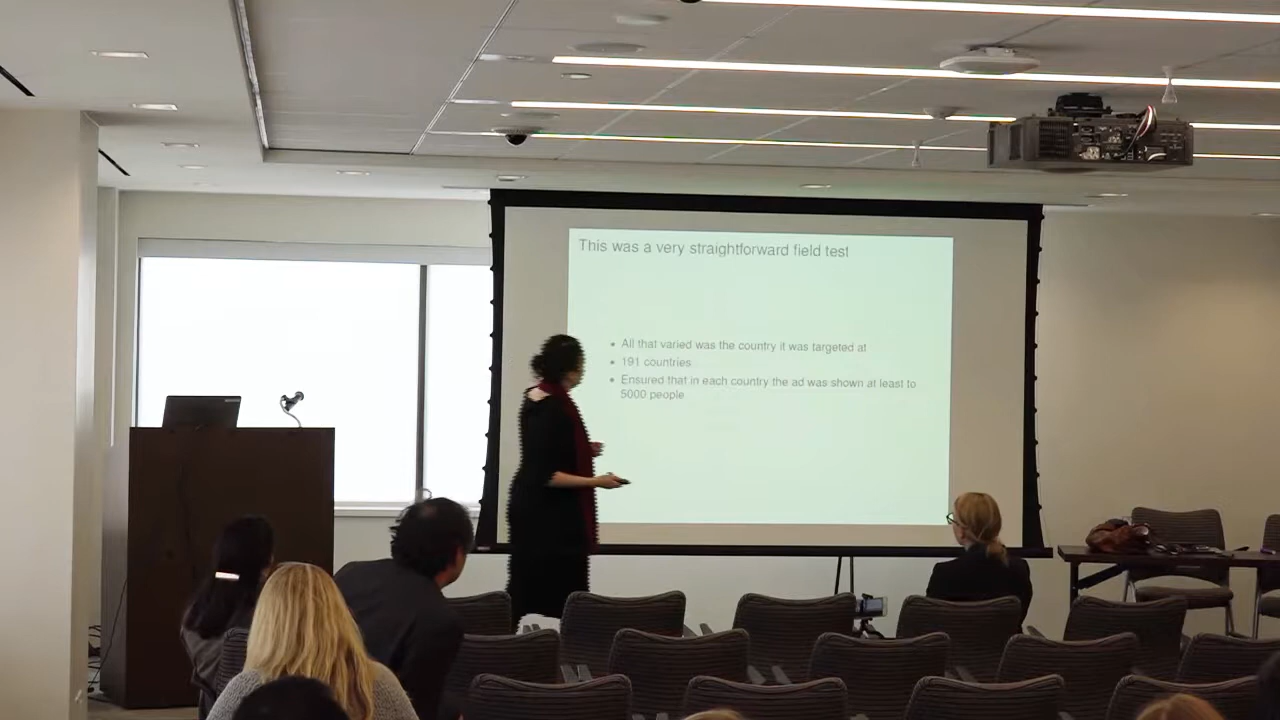 This was a very straightforward field test
• All that varied was the country it was targeted at
• 191 countries
• Ensured that in each country the ad was shown at least to
5000 people